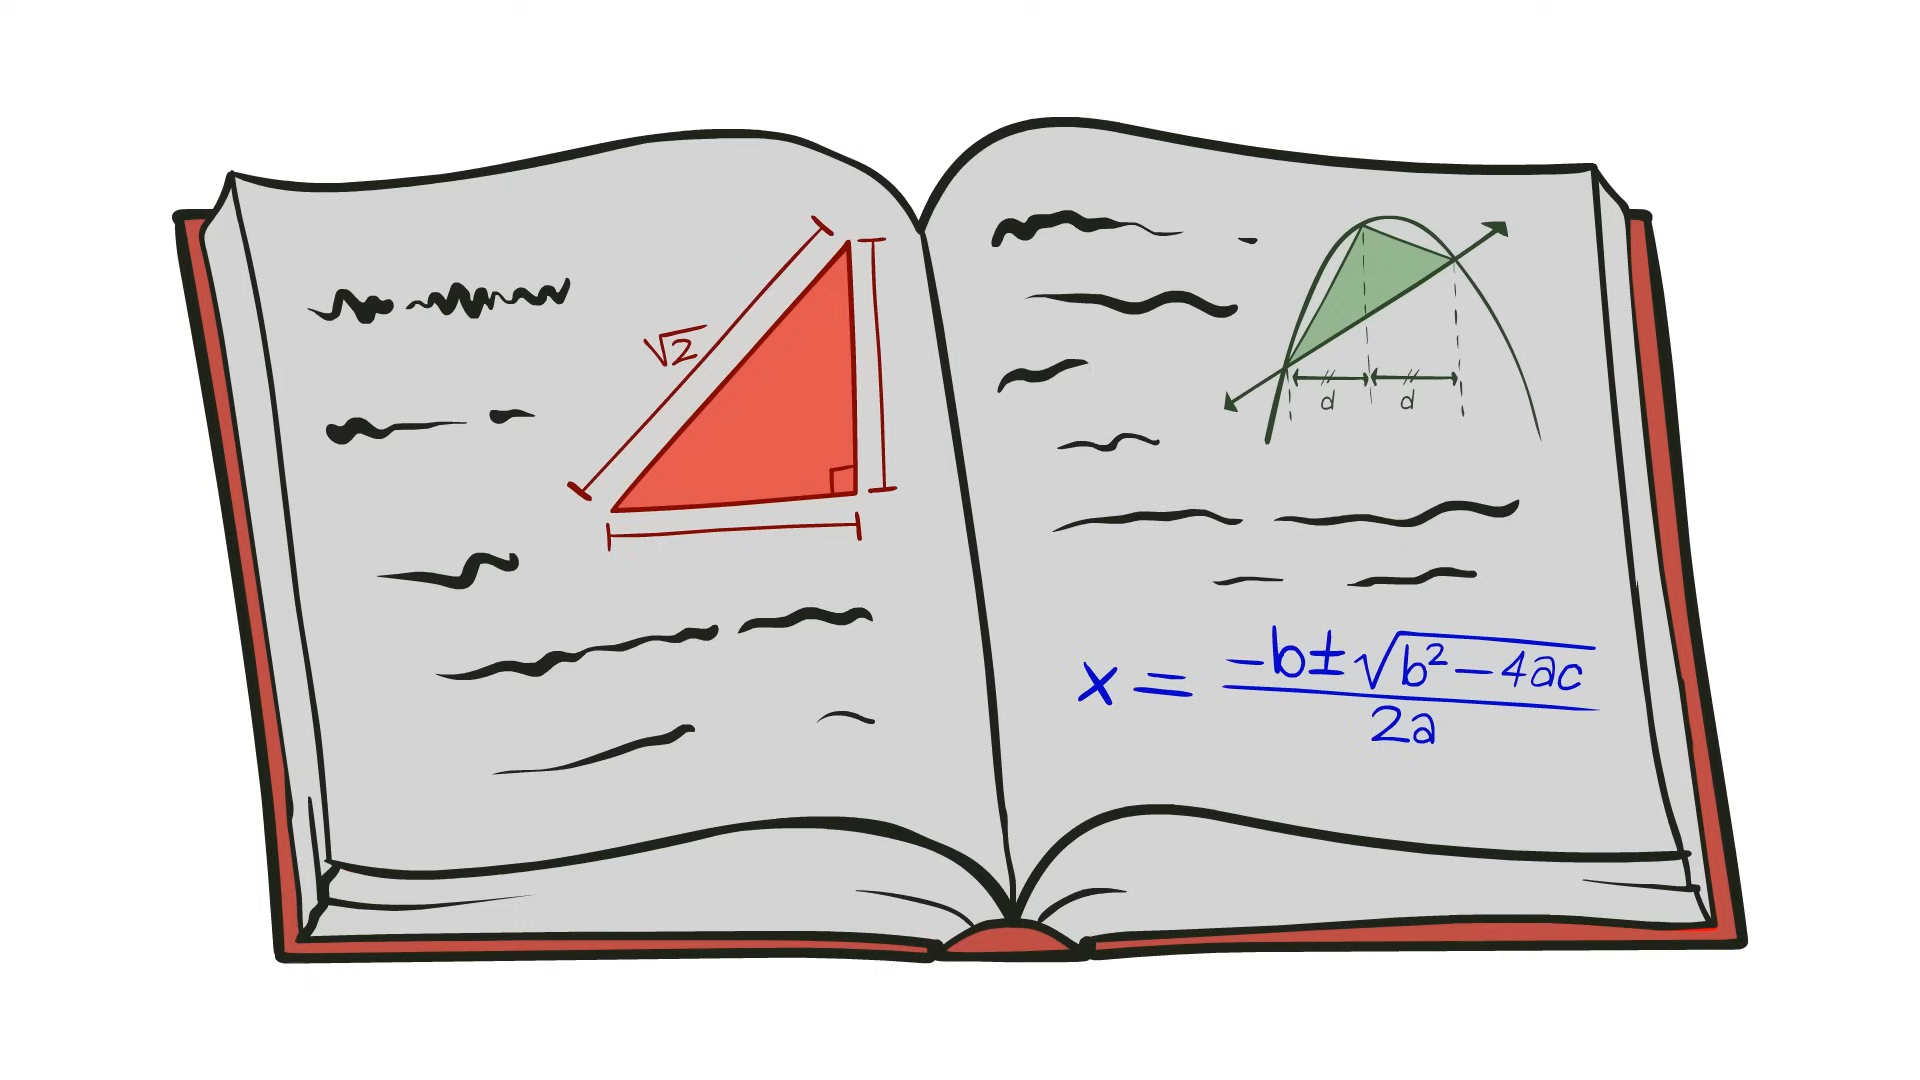 √2
d d
x = -b±√b²-4ac
2a